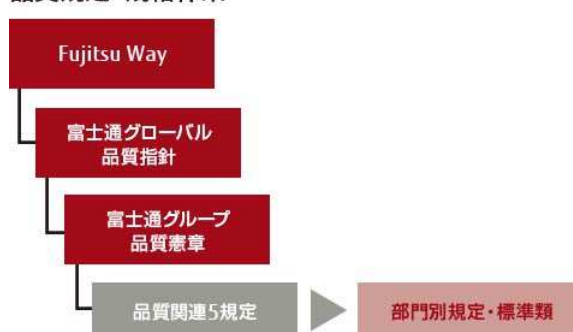 Fujitsu Way
富士通グローバル
品質指針
富士通グループ
品質憲章
品質関連5規定
部門別規定・標準類